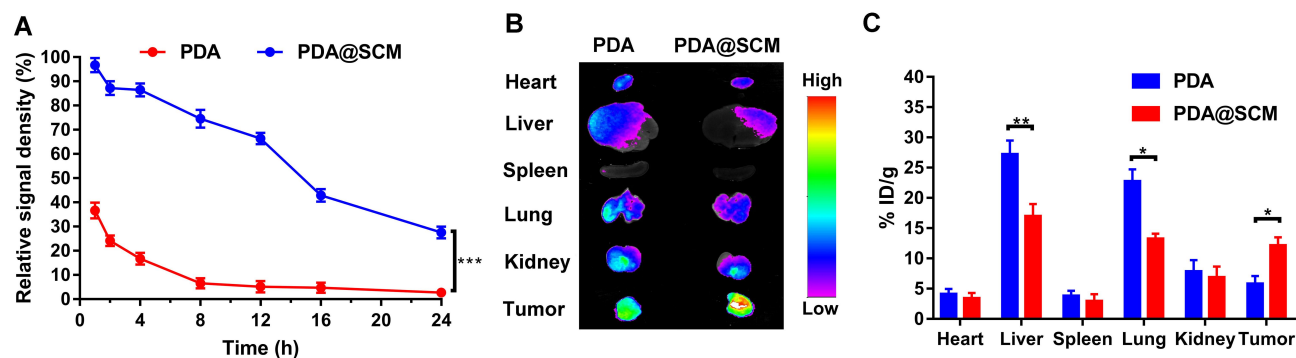 A
PDA
PDA@SCM
Relative signal density (%)
100
90
80
70
60
50
40
30
20
10
0
0
4
8
12
16
20
24
Time (h)
***
B
PDA
PDA@SCM
Heart
Liver
Spleen
Lung
Kidney
Tumor
High
Low
C
PDA
PDA@SCM
% ID/g
40
35
30
25
20
15
10
5
0
**
*
*
Heart
Liver
Spleen
Lung
Kidney
Tumor